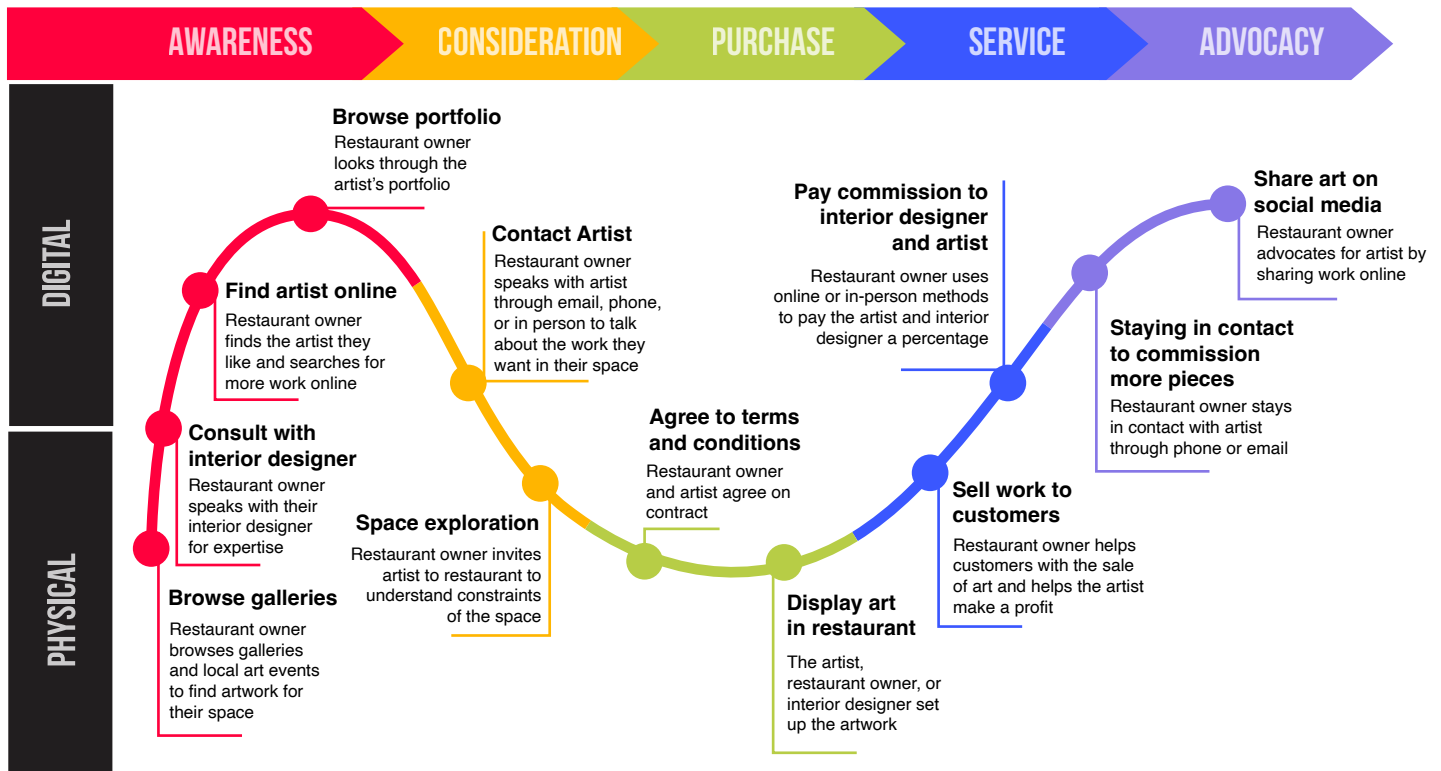 AWARENESS
CONSIDERATION
PURCHASE
SERVICE
ADVOCACY
DIGITAL
PHYSICAL
Browse galleries
Restaurant owner
browses galleries
and local art events
to find artwork for
their space
Consult with
interior designer
Restaurant owner
speaks with their
interior designer
for expertise
Find artist online
Restaurant owner
finds the artist they
like and searches for
more work online
Browse portfolio
Restaurant owner
looks through the
artist's portfolio
Contact Artist
Restaurant owner
speaks with artist
through email, phone,
or in person to talk
about the work they
want in their space
Space exploration
Restaurant owner invites
artist to restaurant to
understand constraints
of the space
Agree to terms
and conditions
Restaurant owner
and artist agree on
contract
Display art
in restaurant
The artist,
restaurant owner, or
interior designer set
up the artwork
Sell work to
customers
Restaurant owner helps
customers with the sale
of art and helps the artist
make a profit
Pay commission to
interior designer
and artist
Restaurant owner uses
online or in-person methods
to pay the artist and interior
designer a percentage
Staying in contact
to commission
more pieces
Restaurant owner stays
in contact with artist
through phone or email
Share art on
social media
Restaurant owner
advocates for artist by
sharing work online